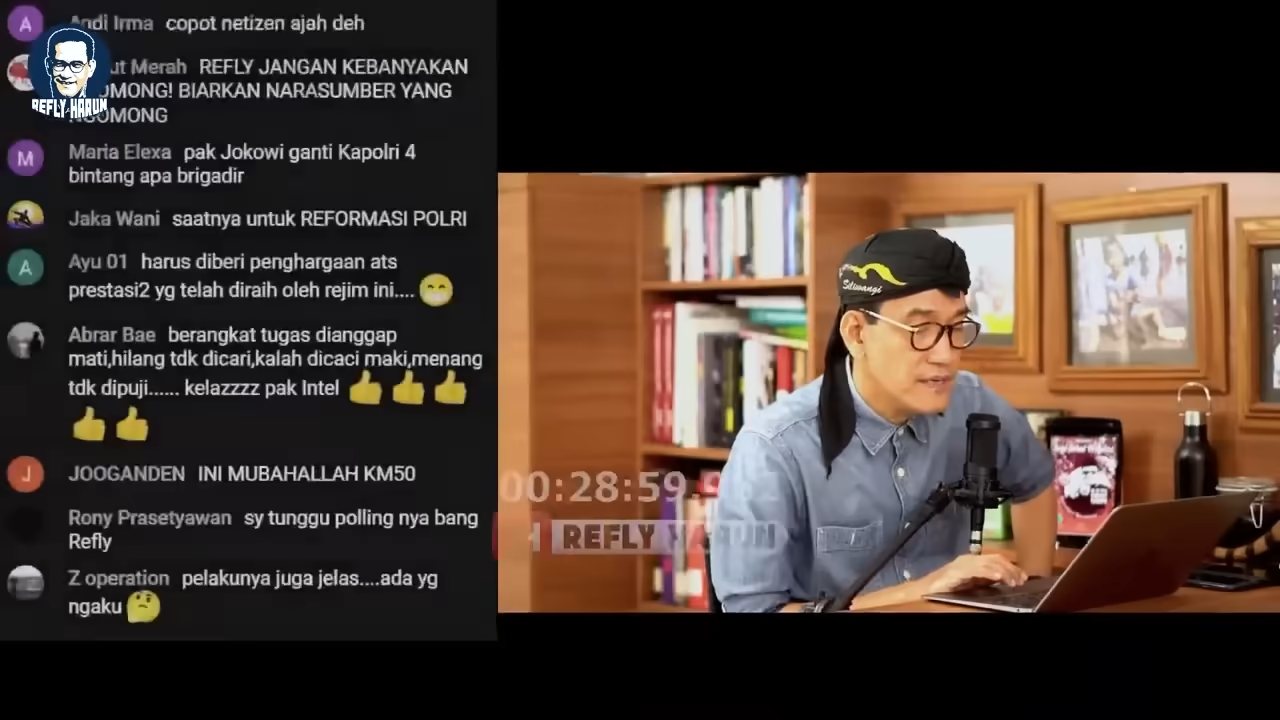 Andi Irma copot netizen ajah deh
ut Merah REFLY JANGAN KEBANYAKAN
OMONG! BIARKAN NARASUMBER YANG
NGOMONG
REFLY HARUN
Maria Elexa pak Jokowi ganti Kapolri 4
bintang apa brigadir
Jaka Wani saatnya untuk REFORMASI POLRI
Ayu 01 harus diberi penghargaan ats
prestasi2 yg telah diraih oleh rejim ini....
Abrar Bae berangkat tugas dianggap
mati,hilang tdk dicari,kalah dicaci maki,menang
tdk dipuji...... kelazzzz pak Intel
JOOGANDEN INI MUBAHALLAH KM50
Rony Prasetyawan sy tunggu polling nya bang
Refly
Z operation pelakunya juga jelas....ada yg
ngaku
Siliwangi
00:28:59
REFLY HARUN